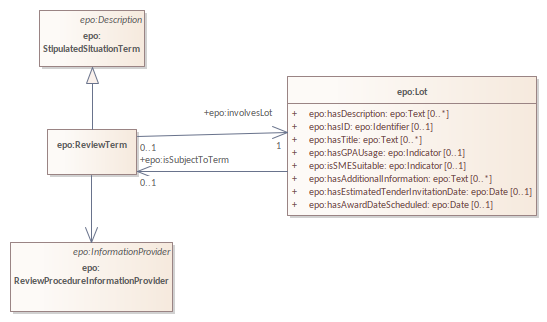 epo:Description
epo:
StipulatedSituationTerm
epo:Lot
+ epo:hasDescription: epo:Text [0..*]
+ epo:hasID: epo:Identifier [0..1]
+ epo:hasTitle: epo:Text [0..*]
+ epo:hasGPAUsage: epo:Indicator [0..1]
+ epo:isSMESuitable: epo:Indicator [0..1]
+ epo:hasAdditionalInformation: epo:Text [0..*]
+ epo:hasEstimatedTenderInvitationDate: epo:Date [0..1]
+ epo:hasAwardDateScheduled: epo:Date [0..1]
+epo:involvesLot
epo:ReviewTerm
0..1
1
+epo:isSubjectToTerm
0..1
epo:InformationProvider
epo:
ReviewProcedureInformationProvider